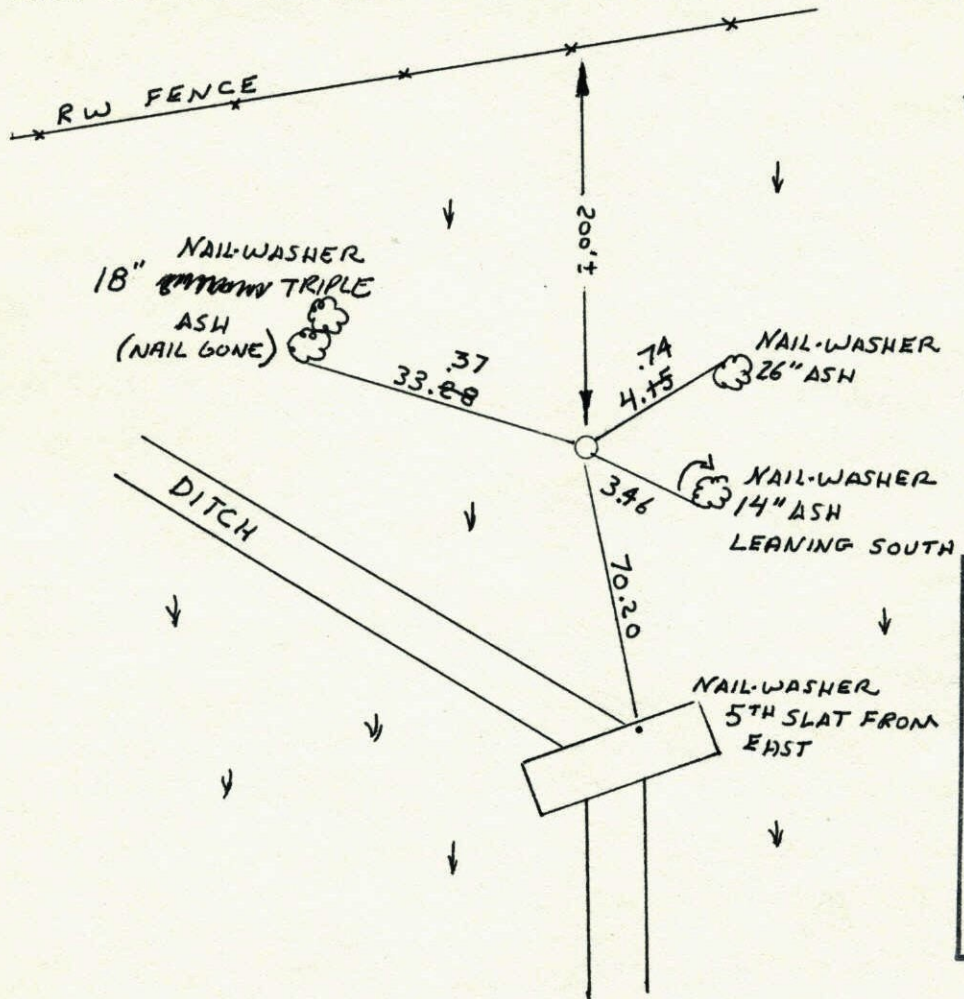 RW FENCE
200'±
NAIL-WASHER
18" TRIPLE
ASH
(NAIL GONE)
.37
33.28
.74
4.15
NAIL-WASHER
26" ASH
3.46
NAIL-WASHER
14" ASH
LEANING SOUTH
DITCH
70.20
NAIL-WASHER
5TH SLAT FROM
EAST